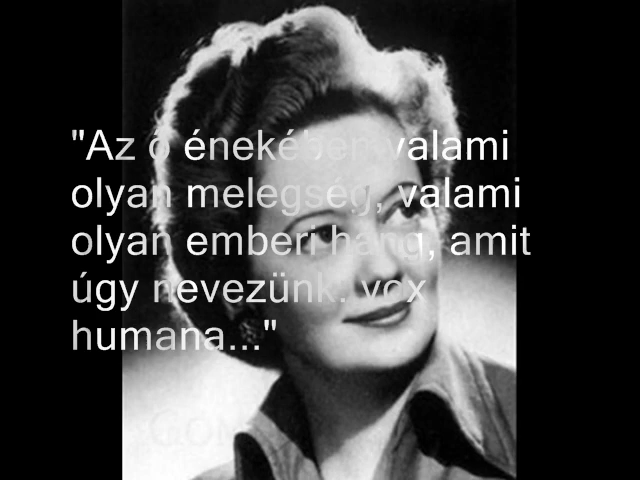 "Az ő énekében valami
olyan melegség, valami
olyan emberi hang, amit
úgy nevezünk: vox
humana..."